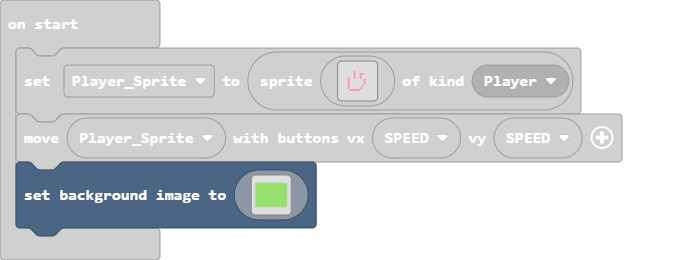 on start
set Player_Sprite to sprite of kind Player
move Player_Sprite with buttons vx SPEED vy SPEED
set background image to